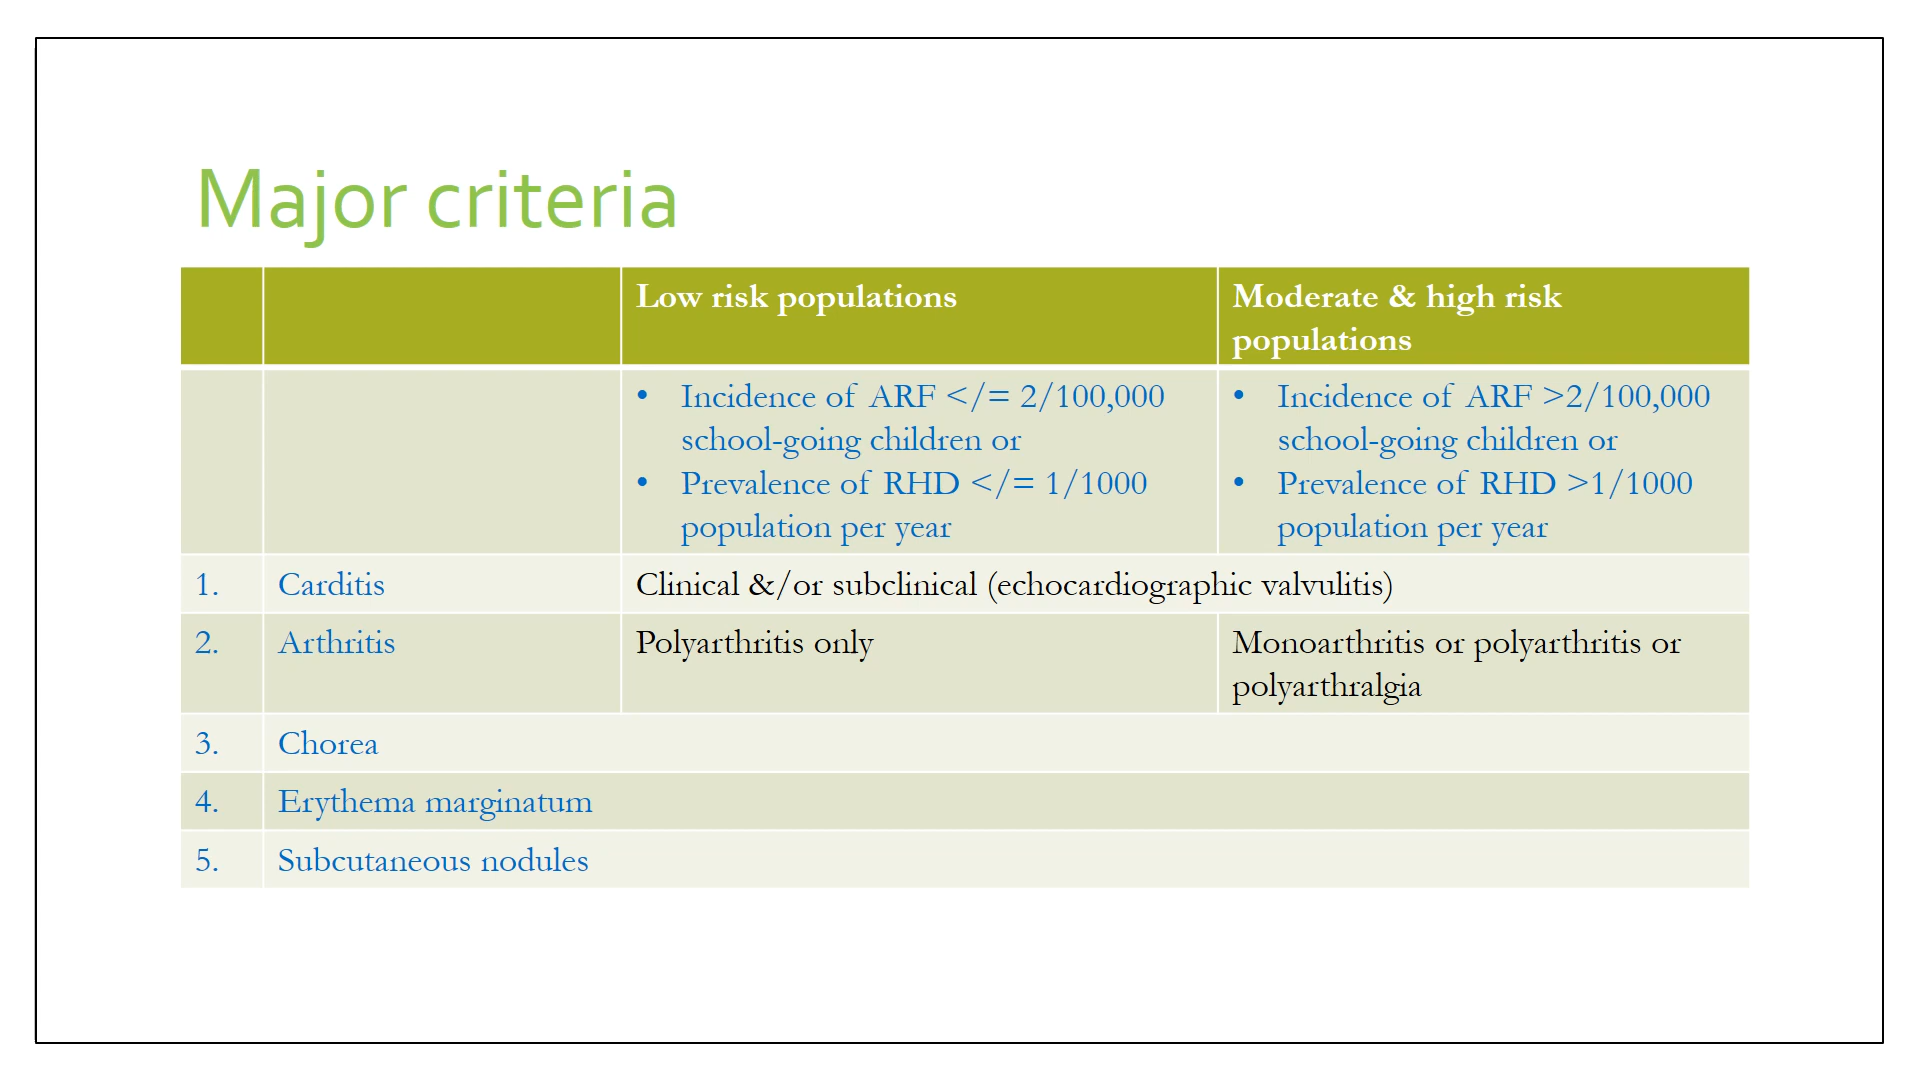 Major criteria
Low risk populations
Moderate & high risk
populations
• Incidence of ARF </= 2/100,000
school-going children or
• Prevalence of RHD </= 1/1000
population per year
• Incidence of ARF >2/100,000
school-going children or
• Prevalence of RHD >1/1000
population per year
1. Carditis Clinical &/or subclinical (echocardiographic valvulitis)
2. Arthritis Polyarthritis only
Monoarthritis or polyarthritis or
polyarthralgia
3. Chorea
4. Erythema marginatum
5. Subcutaneous nodules